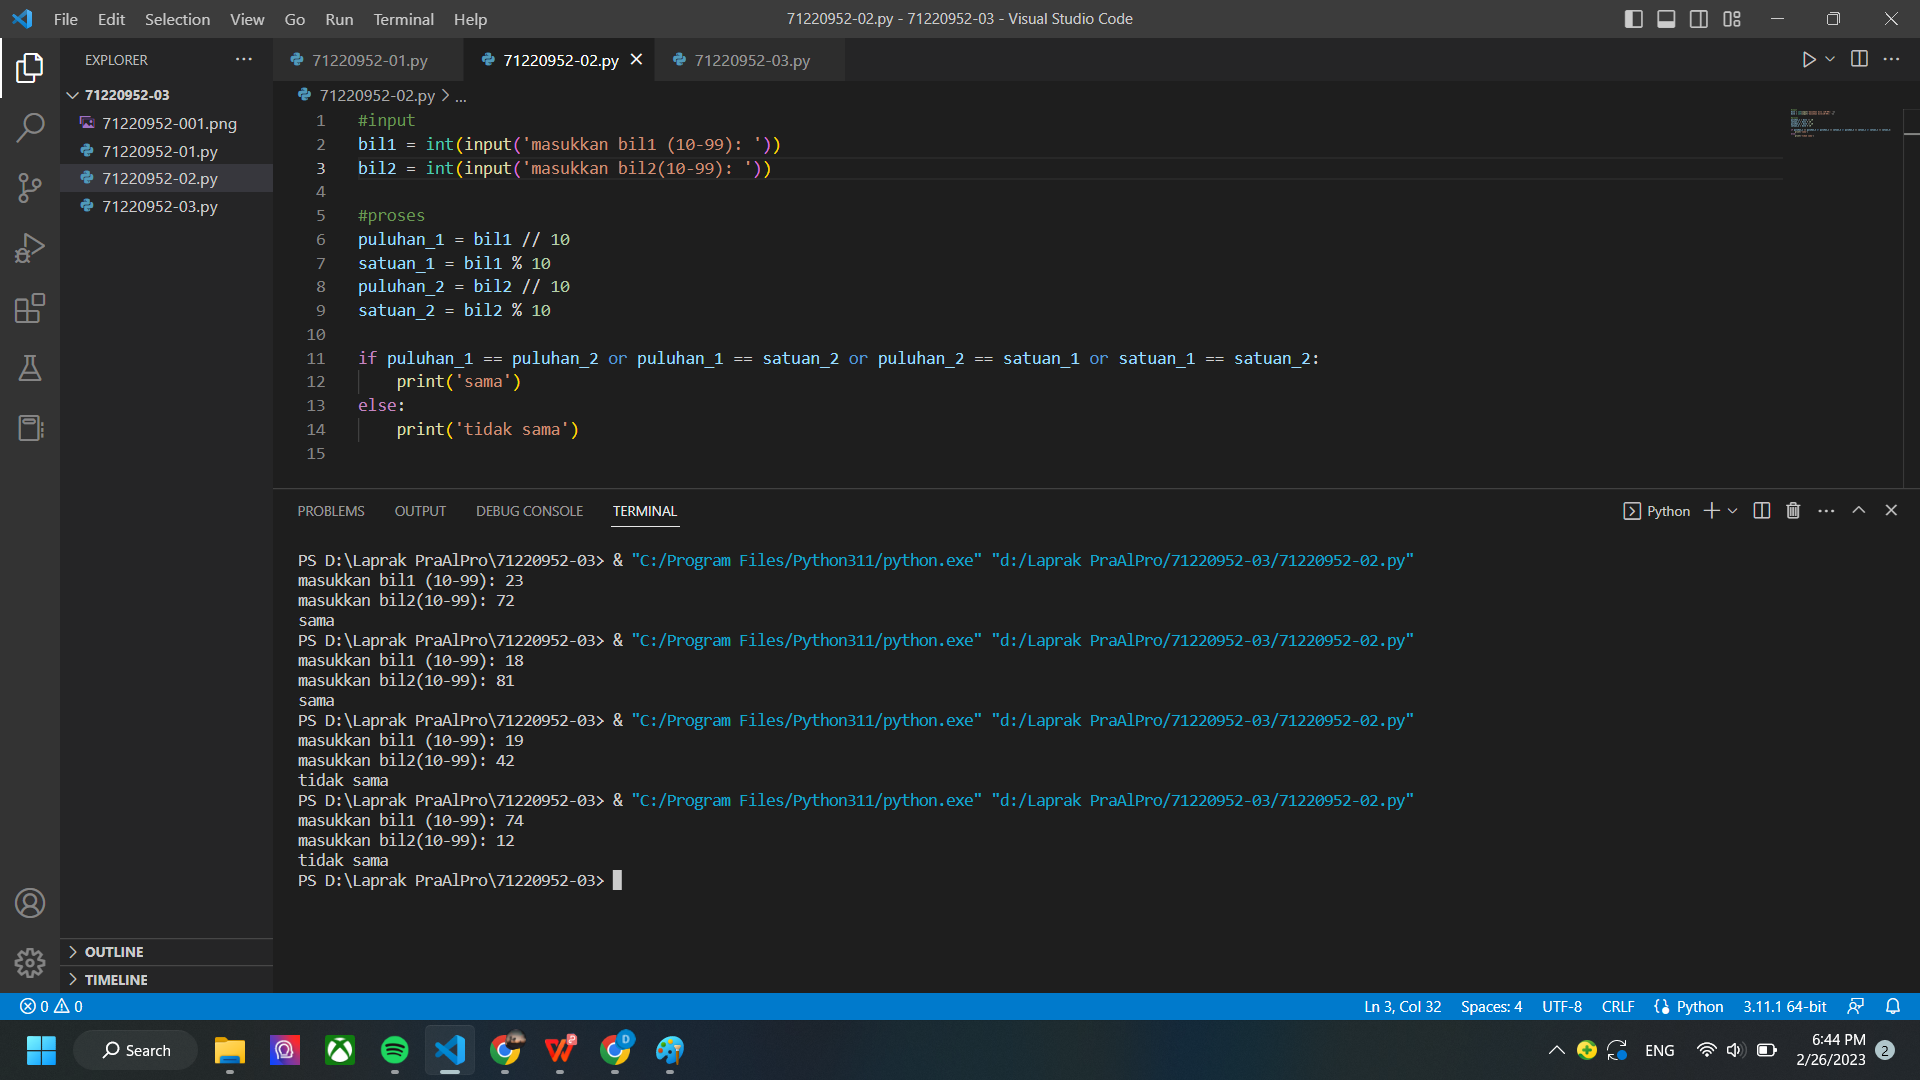 File Edit Selection View Go Run Terminal Help
71220952-02.py - 71220952-03 - Visual Studio Code
EXPLORER
71220952-03
71220952-001.png
71220952-01.py
71220952-02.py
71220952-03.py
OUTLINE
TIMELINE
71220952-01.py 71220952-02.py 71220952-03.py
71220952-02.py > ...
1 #input
2 bil1 = int(input('masukkan bil1 (10-99): '))
3 bil2 = int(input('masukkan bil2(10-99): '))
4
5 #proses
6 puluhan_1 = bil1 // 10
7 satuan_1 = bil1 % 10
8 puluhan_2 = bil2 // 10
9 satuan_2 = bil2 % 10
10
11 if puluhan_1 == puluhan_2 or puluhan_1 == satuan_2 or puluhan_2 == satuan_1 or satuan_1 == satuan_2:
12 print('sama')
13 else:
14 print('tidak sama')
15
PROBLEMS OUTPUT DEBUG CONSOLE TERMINAL
Python
PS D:\Laprak PraAlPro\71220952-03> & "C:/Program Files/Python311/python.exe" "d:/Laprak PraAlPro/71220952-03/71220952-02.py"
masukkan bil1 (10-99): 23
masukkan bil2(10-99): 72
sama
PS D:\Laprak PraAlPro\71220952-03> & "C:/Program Files/Python311/python.exe" "d:/Laprak PraAlPro/71220952-03/71220952-02.py"
masukkan bil1 (10-99): 18
masukkan bil2(10-99): 81
sama
PS D:\Laprak PraAlPro\71220952-03> & "C:/Program Files/Python311/python.exe" "d:/Laprak PraAlPro/71220952-03/71220952-02.py"
masukkan bil1 (10-99): 19
masukkan bil2(10-99): 42
tidak sama
PS D:\Laprak PraAlPro\71220952-03> & "C:/Program Files/Python311/python.exe" "d:/Laprak PraAlPro/71220952-03/71220952-02.py"
masukkan bil1 (10-99): 74
masukkan bil2(10-99): 12
tidak sama
PS D:\Laprak PraAlPro\71220952-03>
0 0 Ln 3, Col 32 Spaces: 4 UTF-8 CRLF Python 3.11.1 64-bit
Search
D
ENG
6:44 PM
2/26/2023
2